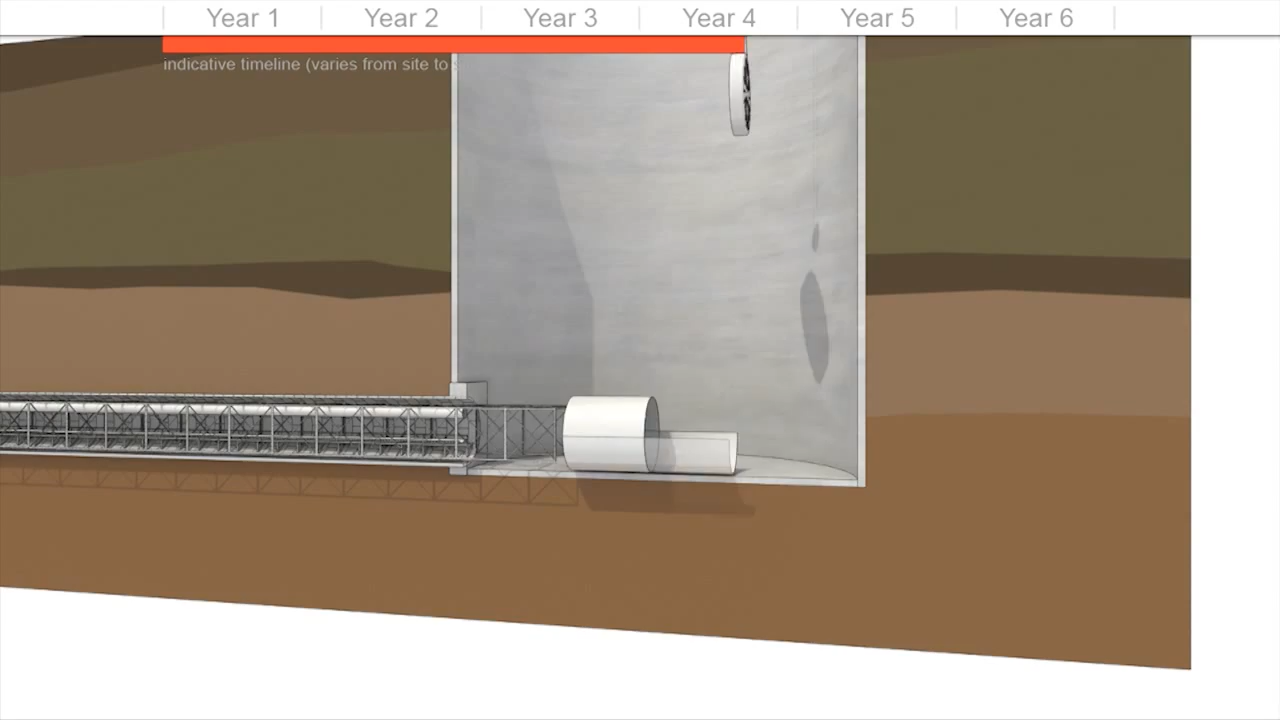 Year 1 Year 2 Year 3 Year 4 Year 5 Year 6
indicative timeline (varies from site to